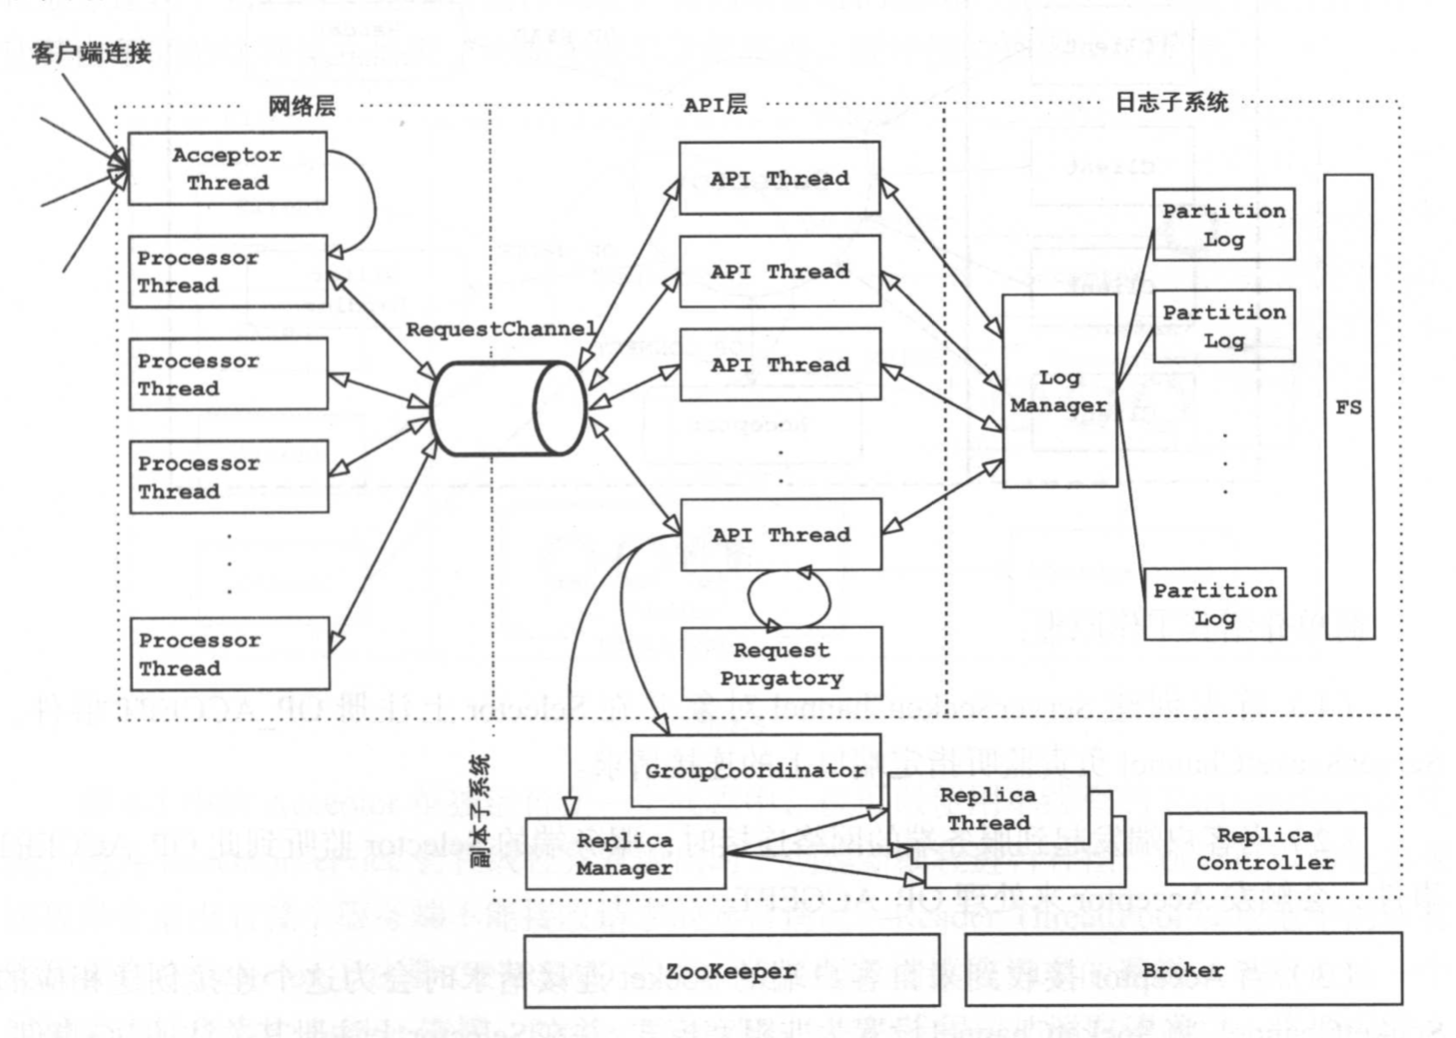 客户端连接
网络层
API层
日志子系统
Acceptor
Thread
Processor
Thread
Processor
Thread
Processor
Thread
Processor
Thread
RequestChannel
API Thread
API Thread
API Thread
API Thread
Request
Purgatory
Log
Manager
Partition
Log
Partition
Log
Partition
Log
FS
副本子系统
GroupCoordinator
Replica
Manager
Replica
Thread
Replica
Controller
ZooKeeper
Broker